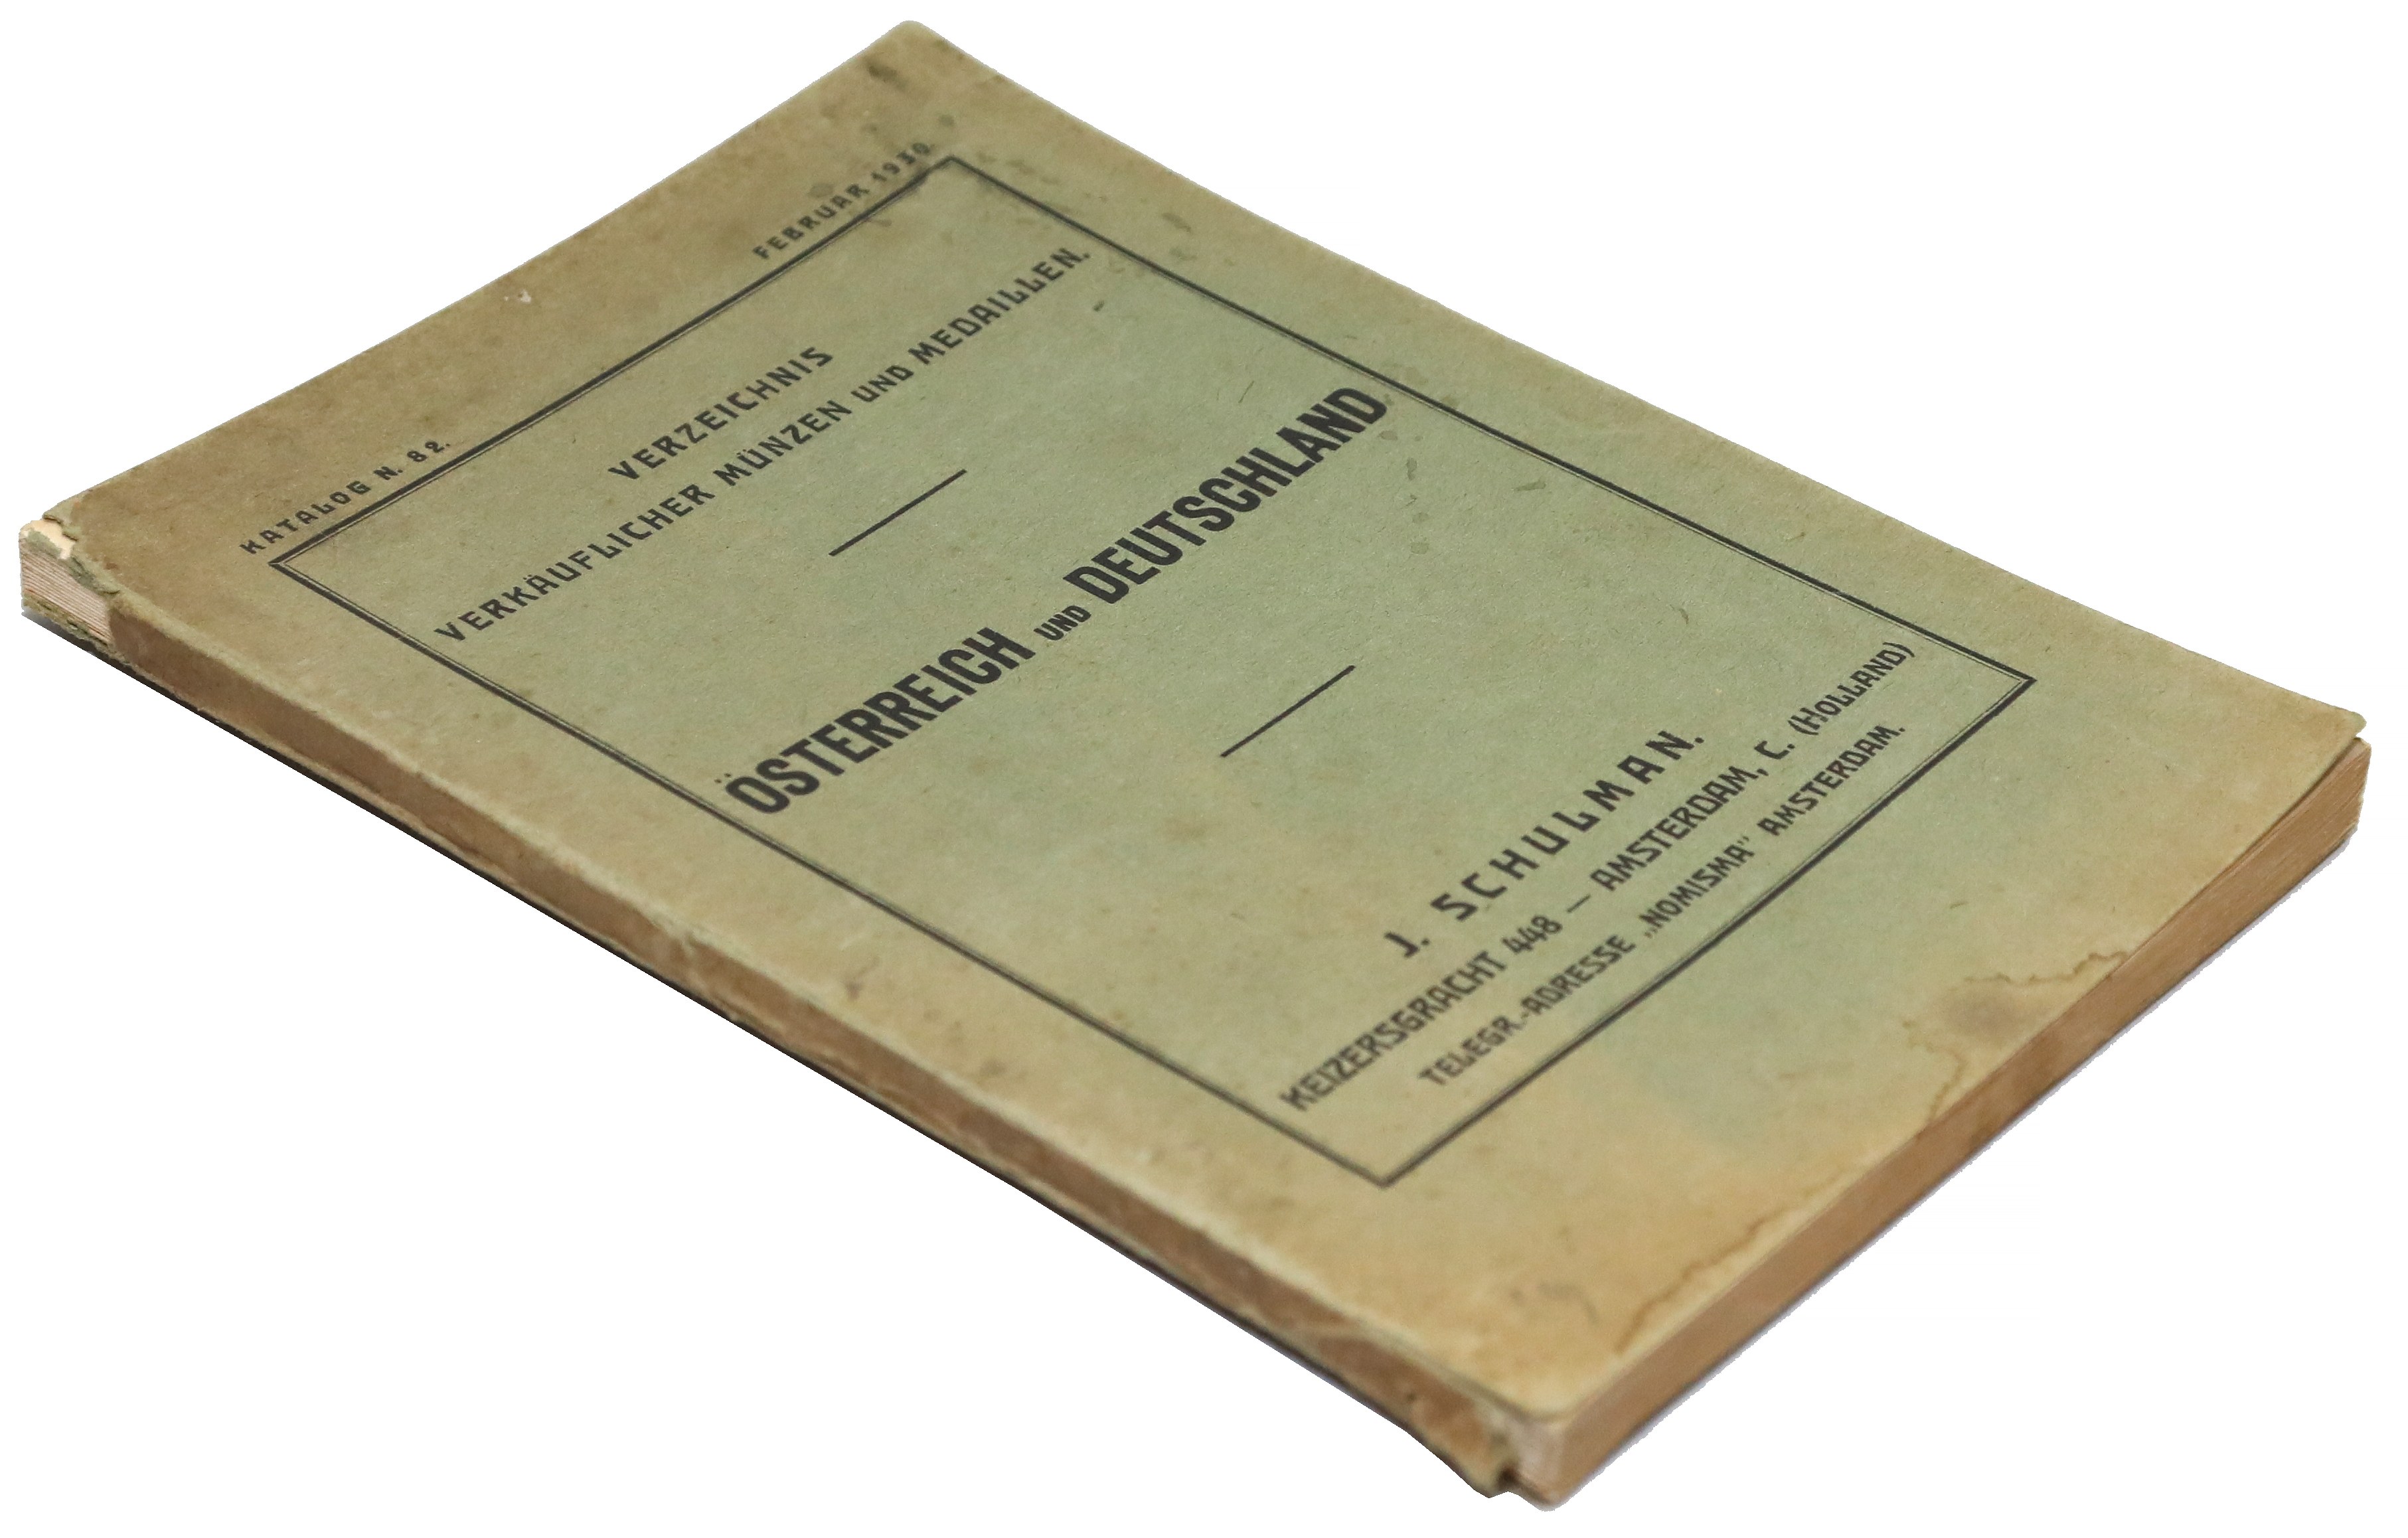 KATALOG N. 82. FEBRUAR 1930.
VERZEICHNIS
VERKÄUFLICHER MÜNZEN UND MEDAILLEN.
ÖSTERREICH UND DEUTSCHLAND
J. SCHULMAN.
KEIZERSGRACHT 448 — AMSTERDAM, C. (HOLLAND)
TELEGR.-ADRESSE „NOMISMA" AMSTERDAM.